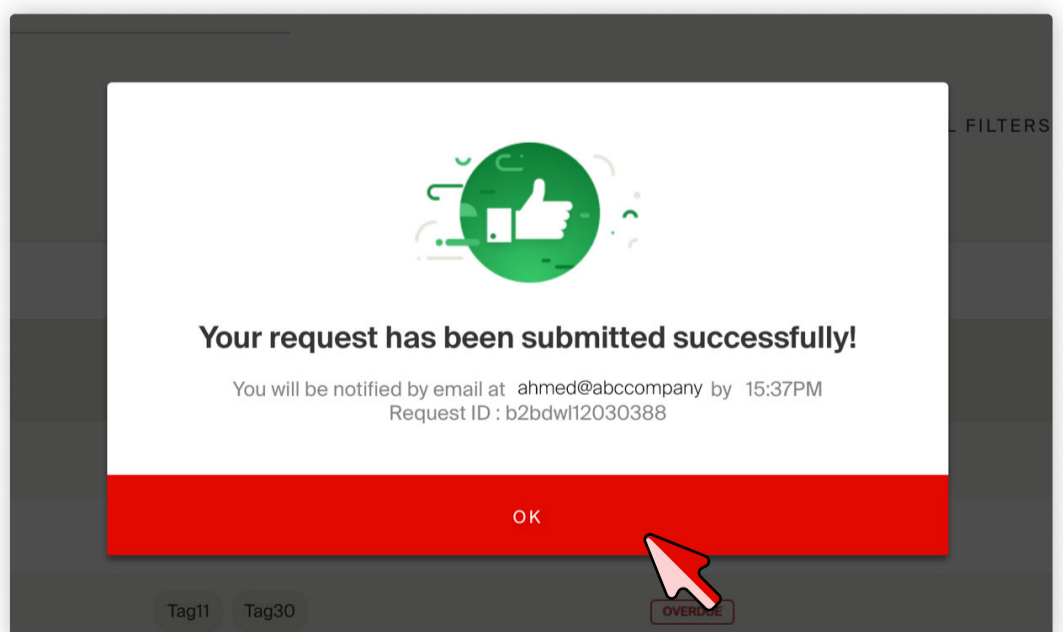 L FILTERS
Your request has been submitted successfully!
You will be notified by email at ahmed@abccompany by 15:37PM
Request ID : b2bdwl12030388
OK
Tag11 Tag30 OVERDUE